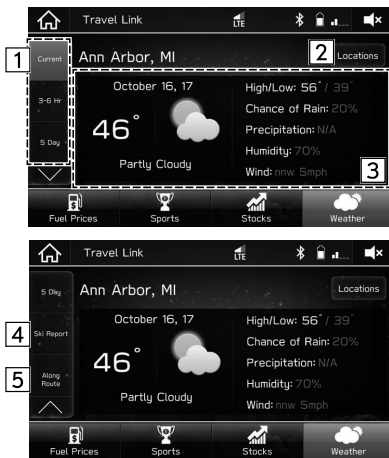 Travel Link
LTE
1
Current
3-6 Hr
5 Day
Ann Arbor, MI
2
Locations
October 16, 17
46°
Partly Cloudy
High/Low: 56° / 39°
Chance of Rain: 20%
Precipitation: N/A
Humidity: 70%
Wind: nnw 5mph
3
Fuel Prices
Sports
Stocks
Weather
Travel Link
LTE
5 Day
4
Ski Report
5
Along
Route
Ann Arbor, MI
Locations
October 16, 17
46°
Partly Cloudy
High/Low: 56° / 39°
Chance of Rain: 20%
Precipitation: N/A
Humidity: 70%
Wind: nnw 5mph
Fuel Prices
Sports
Stocks
Weather